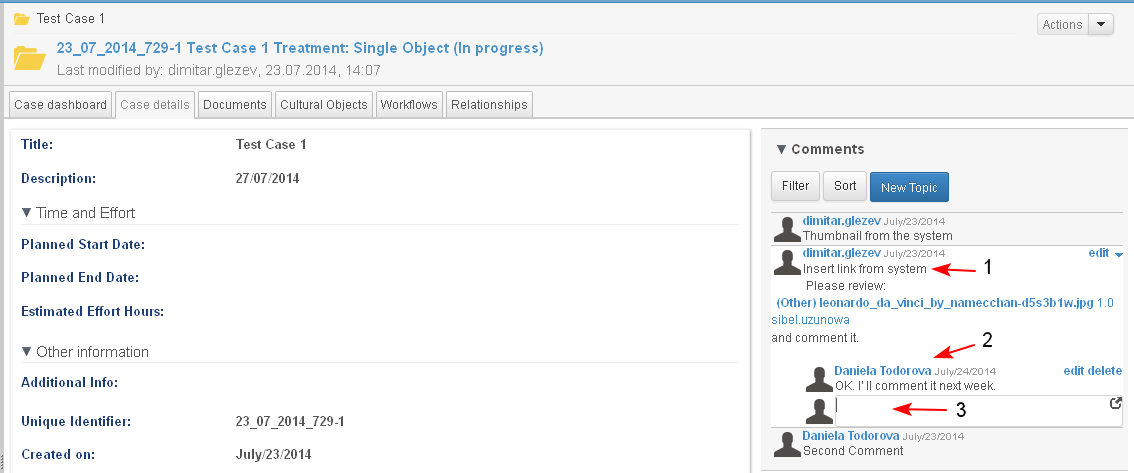 Test Case 1
Actions
23_07_2014_729-1 Test Case 1 Treatment: Single Object (In progress)
Last modified by: dimitar.glezev, 23.07.2014, 14:07
Case dashboard Case details Documents Cultural Objects Workflows Relationships
Title: Test Case 1
Description: 27/07/2014
Time and Effort
Planned Start Date:
Planned End Date:
Estimated Effort Hours:
Other information
Additional Info:
Unique Identifier: 23_07_2014_729-1
Created on: July/23/2014
Comments
Filter Sort New Topic
dimitar.glezev July/23/2014
Thumbnail from the system
dimitar.glezev July/23/2014 edit
Insert link from system 1
Please review:
(Other) leonardo_da_vinci_by_namecchan-d5s3b1w.jpg 1.0
sibel.uzunowa
and comment it.
2
Daniela Todorova July/24/2014 edit delete
OK. I' ll comment it next week.
3
Daniela Todorova July/23/2014
Second Comment